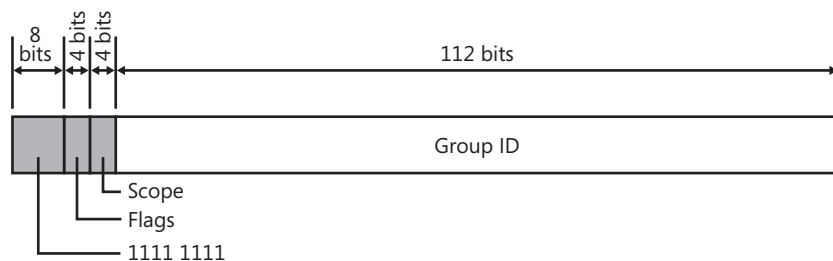 8
bits
4 bits
4 bits
112 bits
Group ID
Scope
Flags
1111 1111